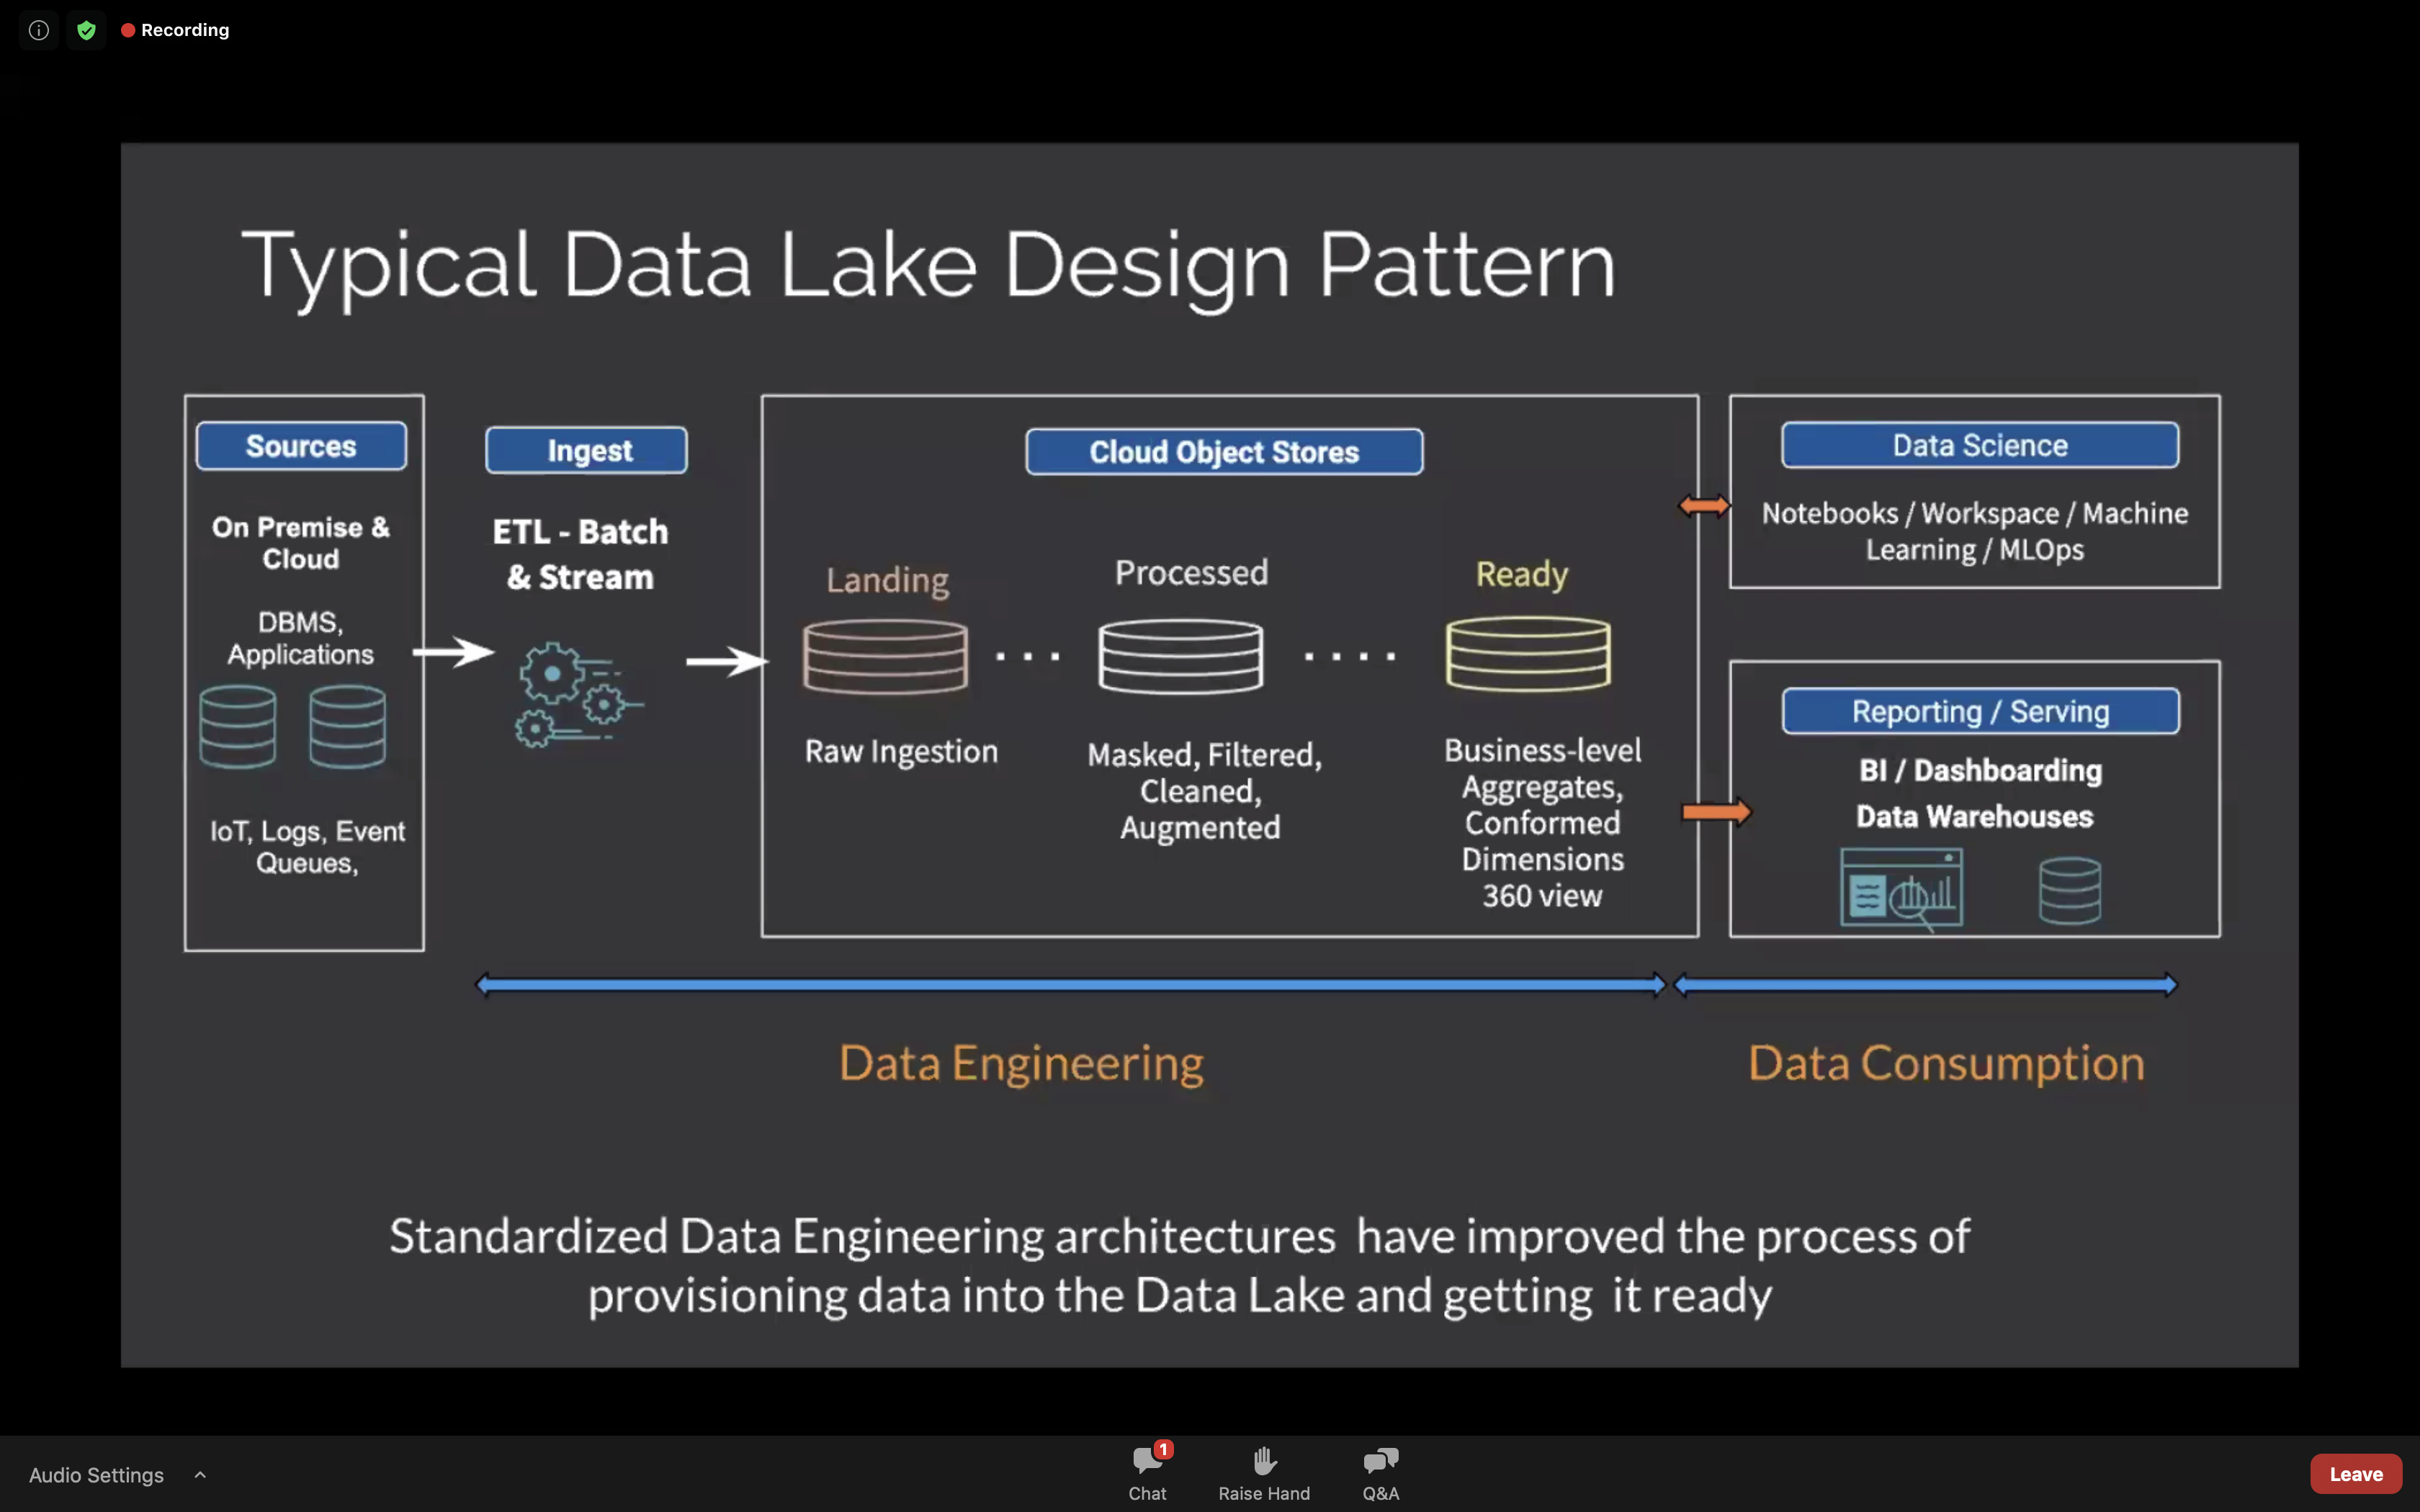 Recording
Typical Data Lake Design Pattern
Sources
On Premise &
Cloud
DBMS,
Applications
IoT, Logs, Event
Queues,
Ingest
ETL - Batch
& Stream
Cloud Object Stores
Landing
Raw Ingestion
Processed
Masked, Filtered,
Cleaned,
Augmented
Ready
Business-level
Aggregates,
Conformed
Dimensions
360 view
Data Science
Notebooks / Workspace / Machine
Learning / MLOps
Reporting / Serving
BI / Dashboarding
Data Warehouses
Data Engineering
Data Consumption
Standardized Data Engineering architectures have improved the process of
provisioning data into the Data Lake and getting it ready
Audio Settings
1
Chat
Raise Hand
Q&A
Leave